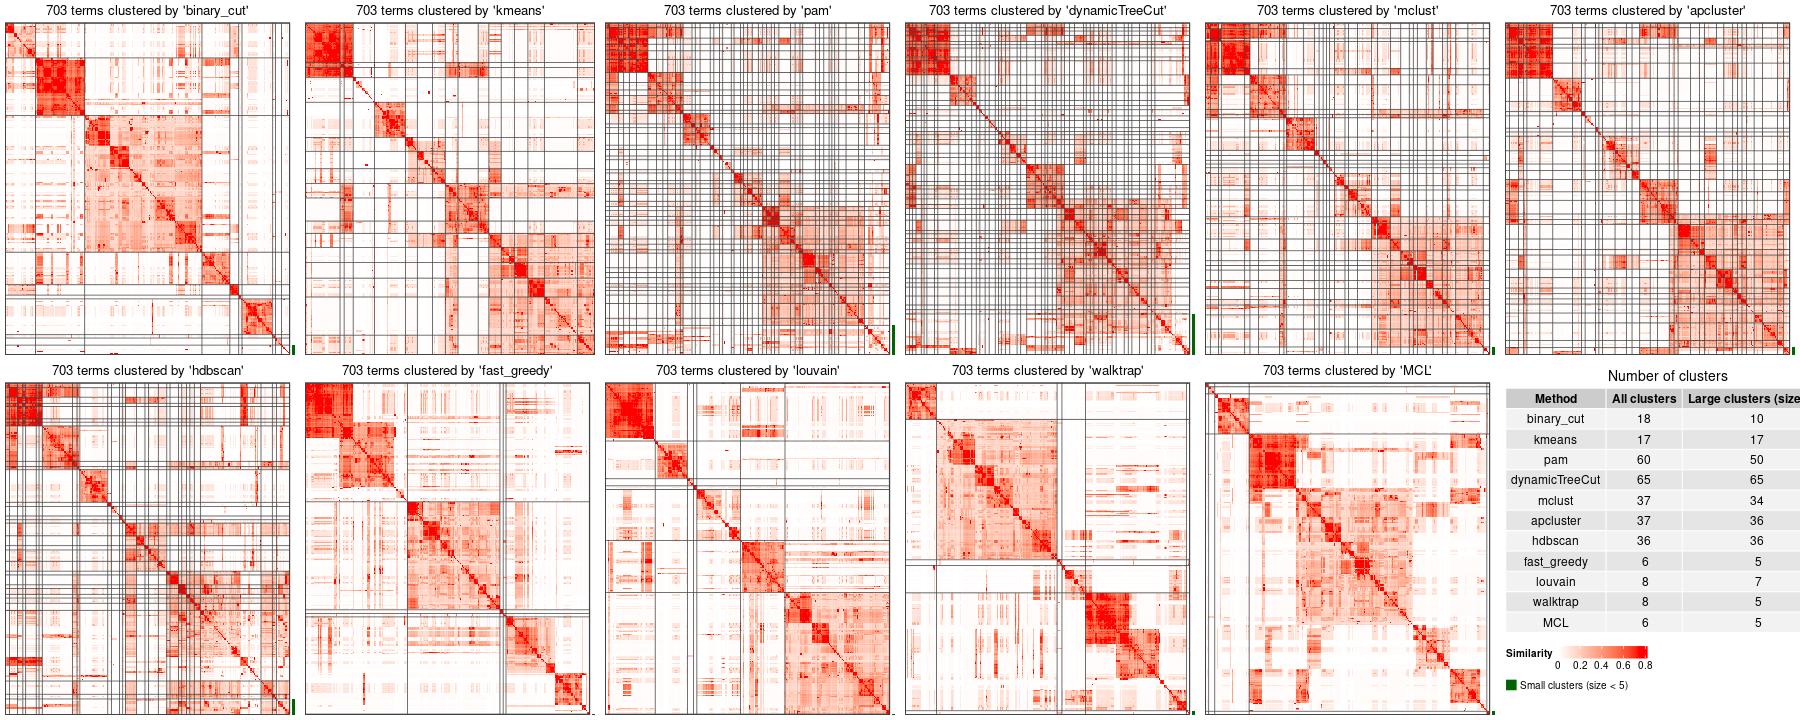 703 terms clustered by 'binary_cut'
703 terms clustered by 'kmeans'
703 terms clustered by 'pam'
703 terms clustered by 'dynamicTreeCut'
703 terms clustered by 'mclust'
703 terms clustered by 'apcluster'
703 terms clustered by 'hdbscan'
703 terms clustered by 'fast_greedy'
703 terms clustered by 'louvain'
703 terms clustered by 'walktrap'
703 terms clustered by 'MCL'
Number of clusters
Method All clusters Large clusters (size
binary_cut 18 10
kmeans 17 17
pam 60 50
dynamicTreeCut 65 65
mclust 37 34
apcluster 37 36
hdbscan 36 36
fast_greedy 6 5
louvain 8 7
walktrap 8 5
MCL 6 5
Similarity
0 0.2 0.4 0.6 0.8
Small clusters (size < 5)